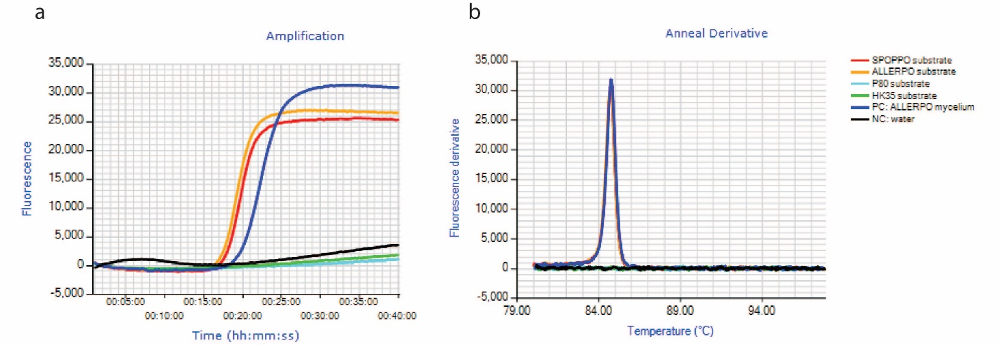 a
Amplification
35,000
30,000
25,000
20,000
15,000
10,000
5,000
0
-5,000
Fluorescence
00:05:00 00:15:00 00:25:00 00:35:00
00:10:00 00:20:00 00:30:00 00:40:00
Time (hh:mm:ss)
b
Anneal Derivative
35,000
30,000
25,000
20,000
15,000
10,000
5,000
0
-5,000
Fluorescence derivative
79.00 84.00 89.00 94.00
Temperature (°C)
SPOPPO substrate
ALLERPO substrate
P80 substrate
HK35 substrate
PC: ALLERPO mycelium
NC: water